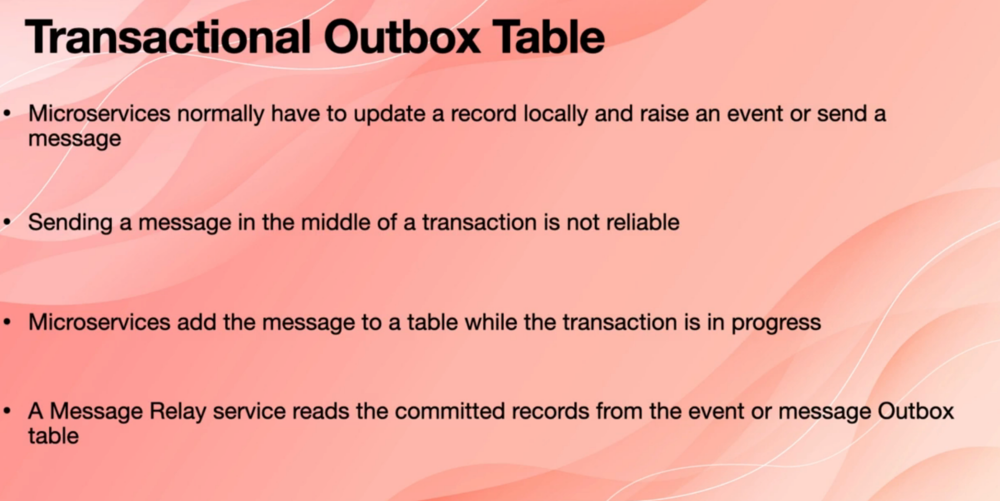 Transactional Outbox Table
• Microservices normally have to update a record locally and raise an event or send a
message
• Sending a message in the middle of a transaction is not reliable
• Microservices add the message to a table while the transaction is in progress
• A Message Relay service reads the committed records from the event or message Outbox
table